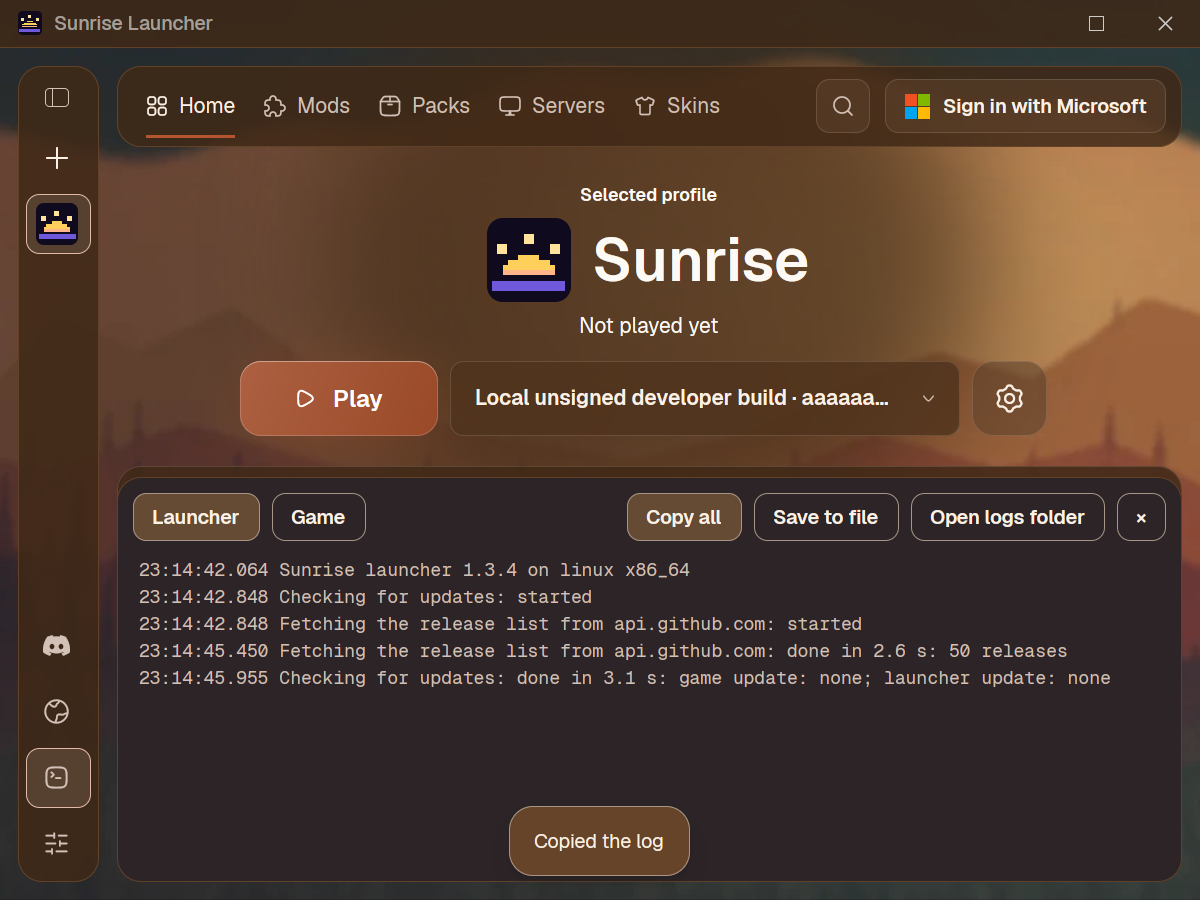 Sunrise Launcher
Home
Mods
Packs
Servers
Skins
Sign in with Microsoft
Selected profile
Sunrise
Not played yet
Play
Local unsigned developer build · aaaaaa…
Launcher
Game
Copy all
Save to file
Open logs folder
×
23:14:42.064 Sunrise launcher 1.3.4 on linux x86_64
23:14:42.848 Checking for updates: started
23:14:42.848 Fetching the release list from api.github.com: started
23:14:45.450 Fetching the release list from api.github.com: done in 2.6 s: 50 releases
23:14:45.955 Checking for updates: done in 3.1 s: game update: none; launcher update: none
Copied the log